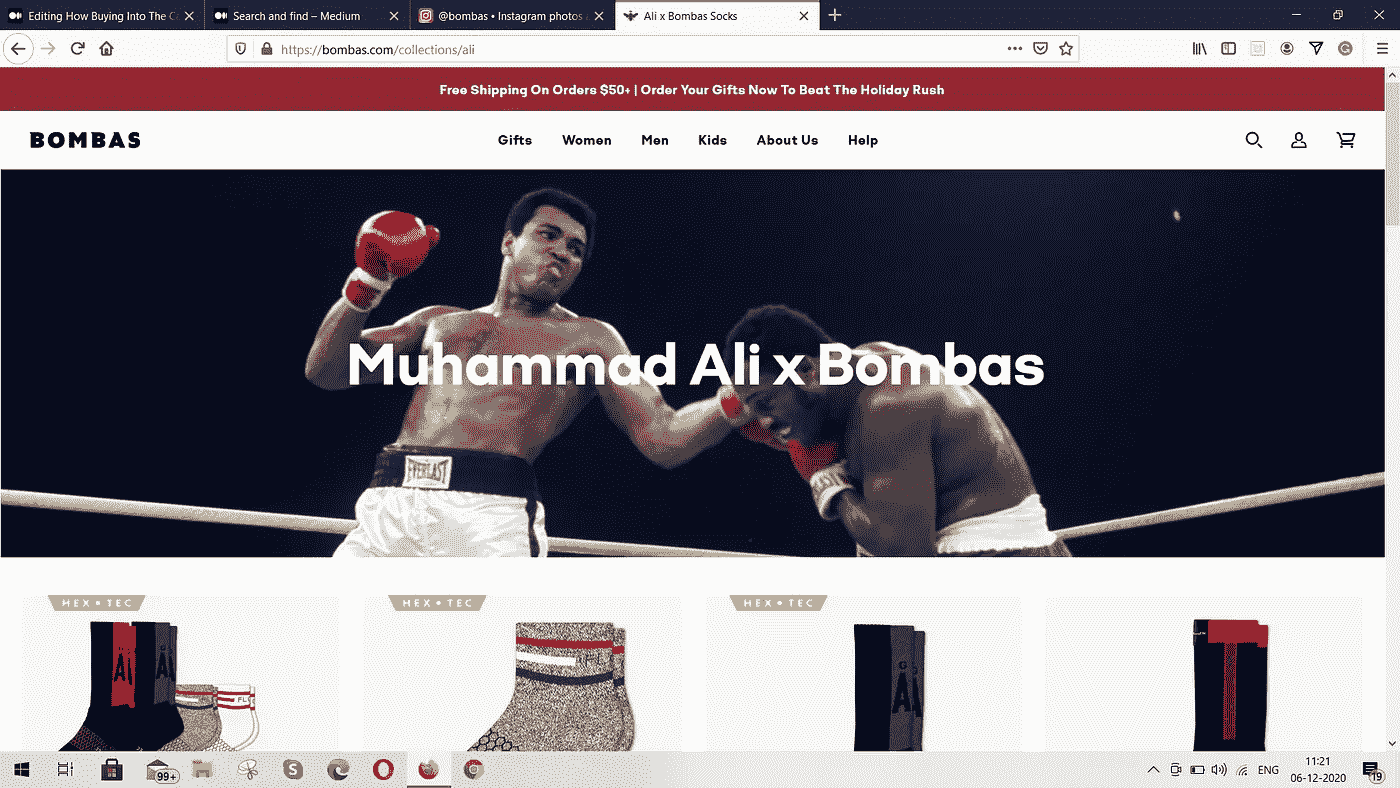 Editing How Buying Into The C
Search and find – Medium
@bombas • Instagram photos
Ali x Bombas Socks
https://bombas.com/collections/ali
Free Shipping On Orders $50+ | Order Your Gifts Now To Beat The Holiday Rush
BOMBAS
Gifts
Women
Men
Kids
About Us
Help
EVERLAST
Muhammad Ali x Bombas
HEX•TEC
HEX•TEC
HEX•TEC
Ali
FL
Ali
99+
ENG
11:21
06-12-2020
19